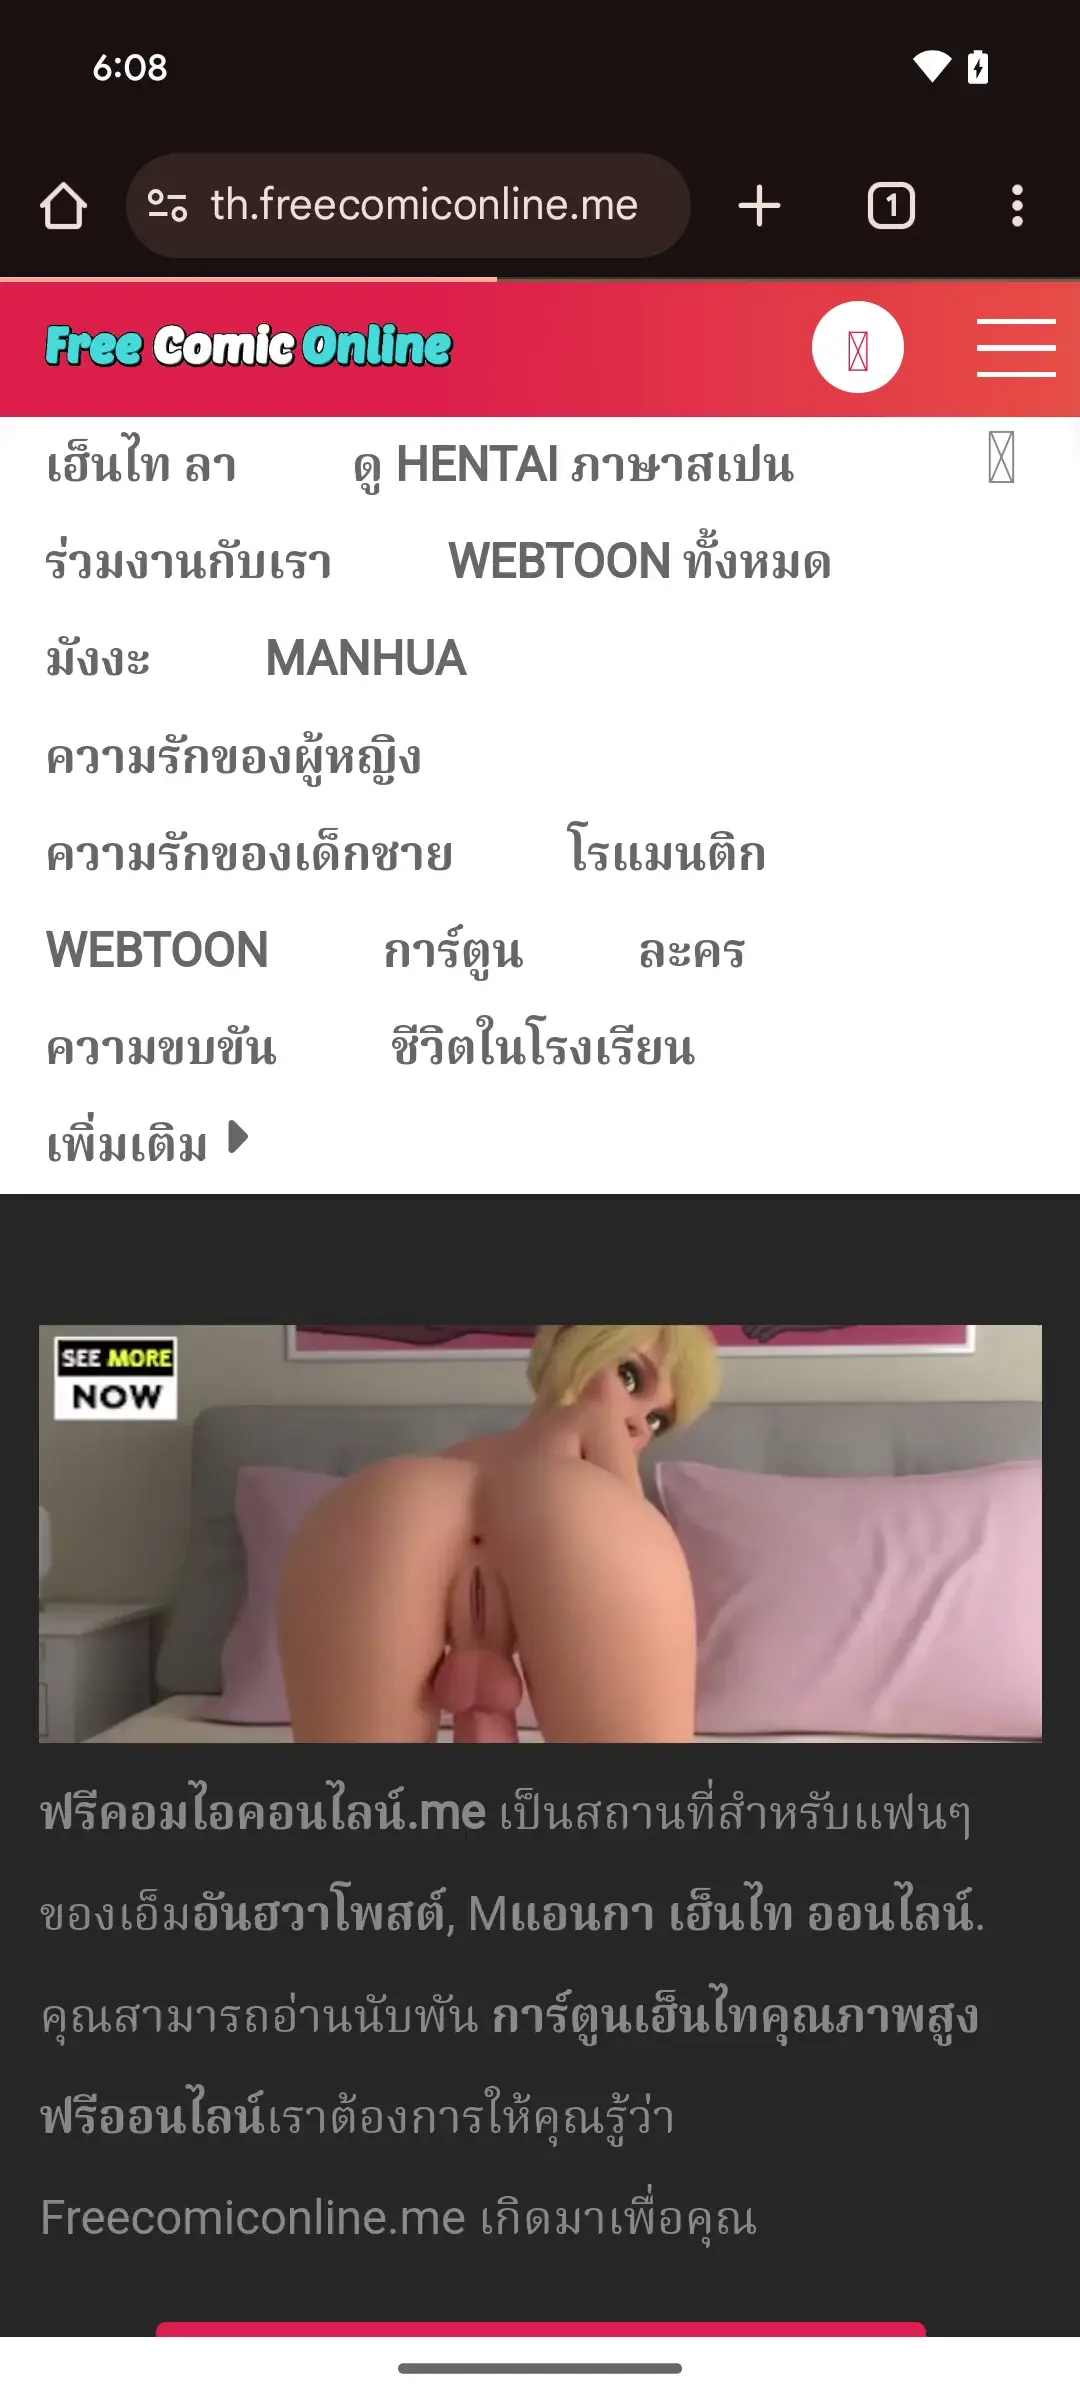 6:08
th.freecomiconline.me
1
Free Comic Online
เฮ็นไท ลา ดู HENTAI ภาษาสเปน
ร่วมงานกับเรา WEBTOON ทั้งหมด
มังงะ MANHUA
ความรักของผู้หญิง
ความรักของเด็กชาย โรแมนติก
WEBTOON การ์ตูน ละคร
ความขบขัน ชีวิตในโรงเรียน
เพิ่มเติม
SEE MORE
NOW
ฟรีคอมไอคอนไลน์.me เป็นสถานที่สำหรับแฟนๆ
ของเอ็มอันฮวาโพสต์, Mแอนกา เฮ็นไท ออนไลน์.
คุณสามารถอ่านนับพัน การ์ตูนเฮ็นไทคุณภาพสูง
ฟรีออนไลน์เราต้องการให้คุณรู้ว่า
Freecomiconline.me เกิดมาเพื่อคุณ